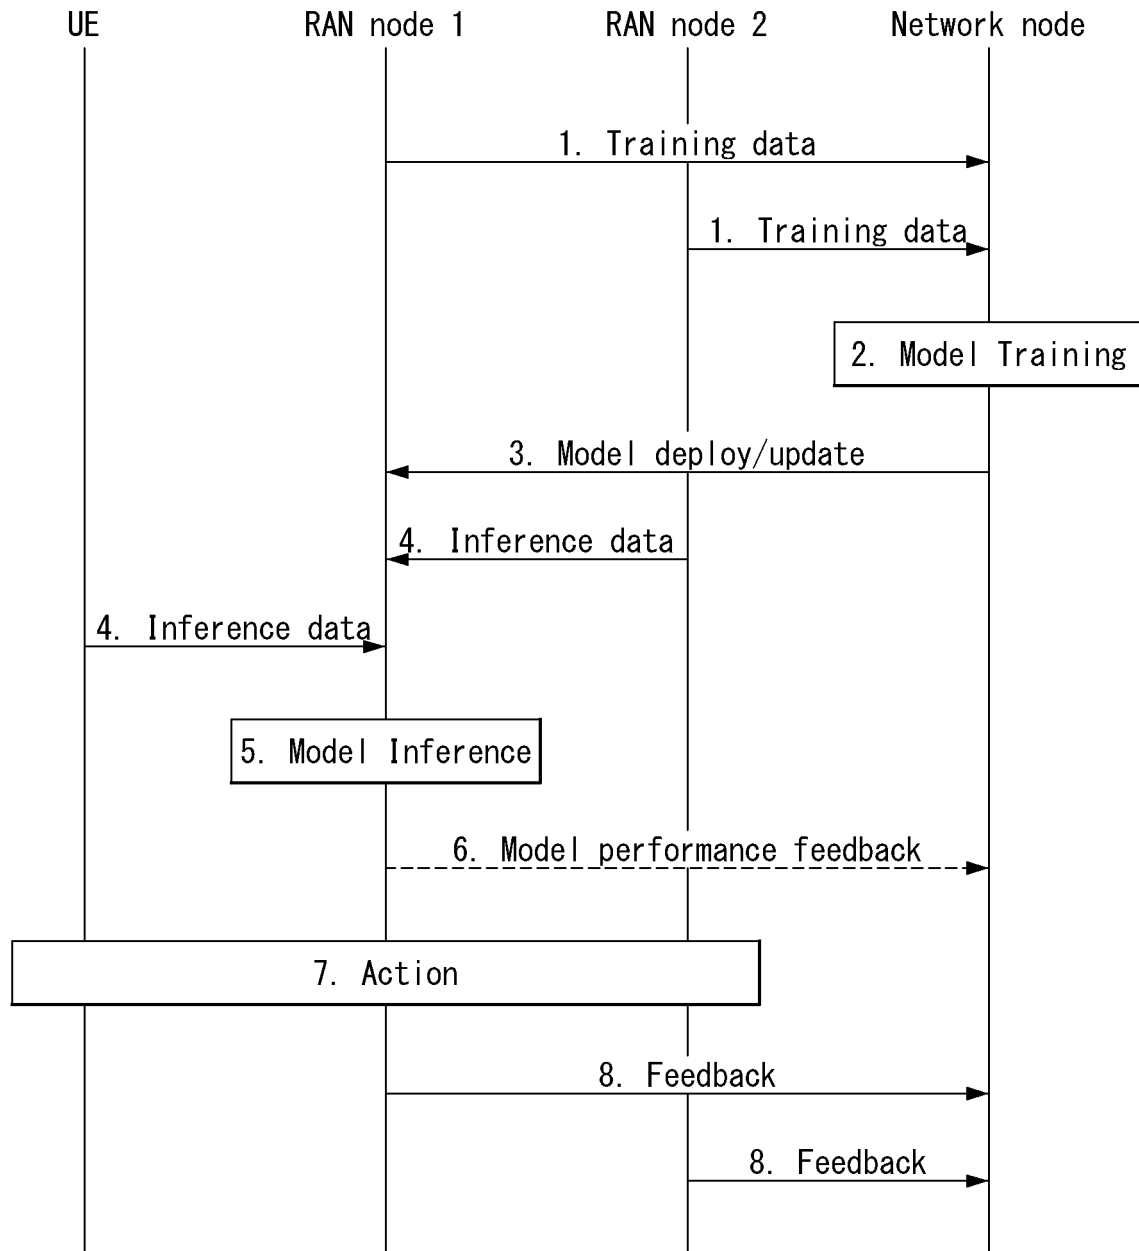 UE
RAN node 1
RAN node 2
Network node
1. Training data
1. Training data
2. Model Training
3. Model deploy/update
4. Inference data
4. Inference data
5. Model Inference
6. Model performance feedback
7. Action
8. Feedback
8. Feedback